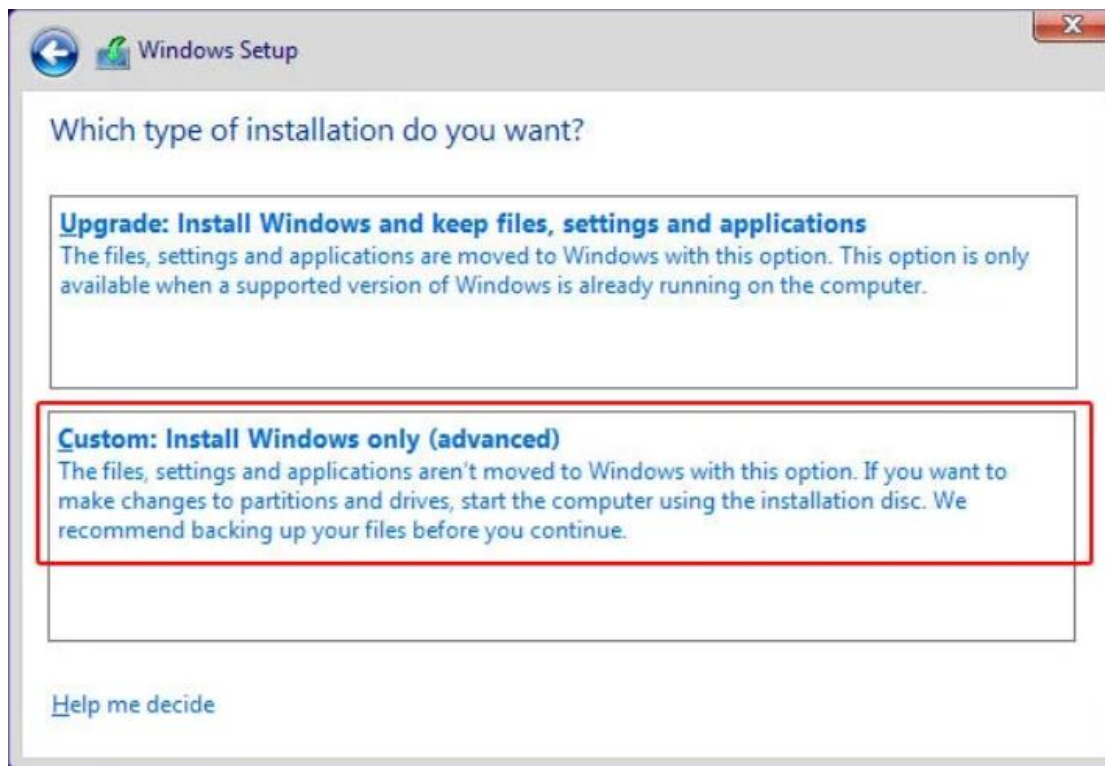 Windows Setup
Which type of installation do you want?
Upgrade: Install Windows and keep files, settings and applications
The files, settings and applications are moved to Windows with this option. This option is only
available when a supported version of Windows is already running on the computer.
Custom: Install Windows only (advanced)
The files, settings and applications aren't moved to Windows with this option. If you want to
make changes to partitions and drives, start the computer using the installation disc. We
recommend backing up your files before you continue.
Help me decide